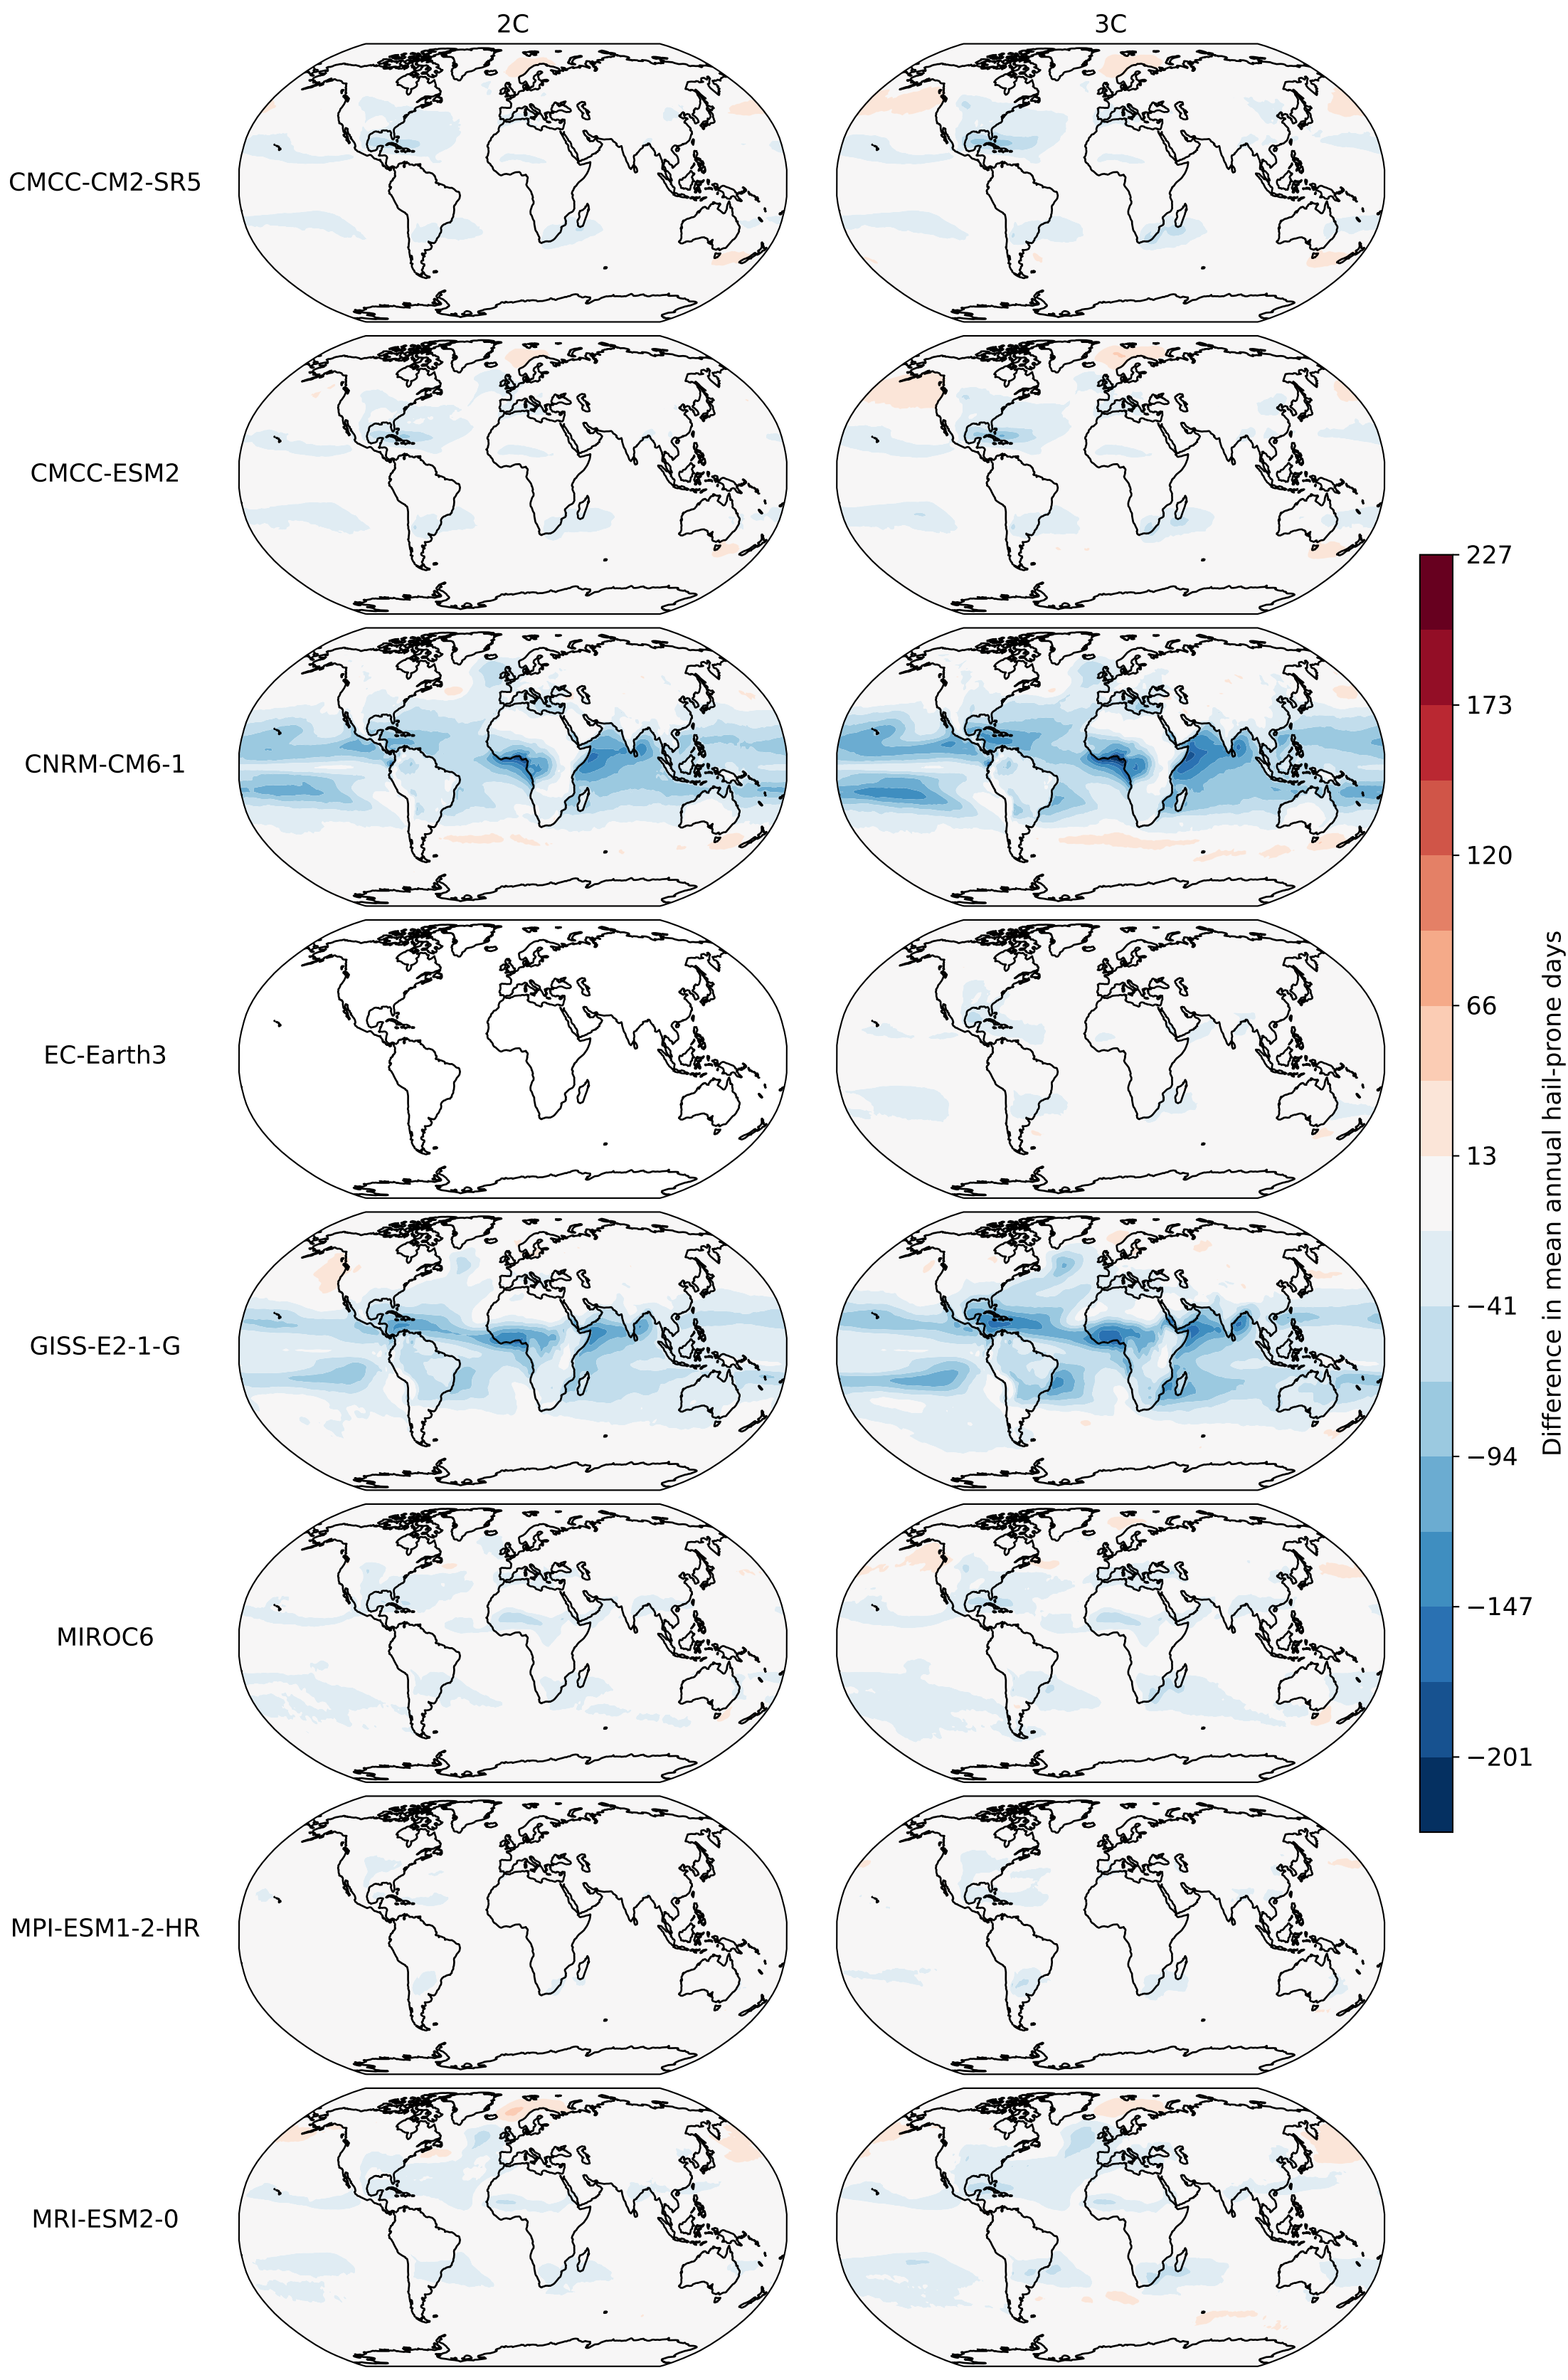 2C
3C
CMCC-CM2-SR5
CMCC-ESM2
CNRM-CM6-1
EC-Earth3
GISS-E2-1-G
MIROC6
MPI-ESM1-2-HR
MRI-ESM2-0
227
173
120
66
13
−41
−94
−147
−201
Difference in mean annual hail-prone days